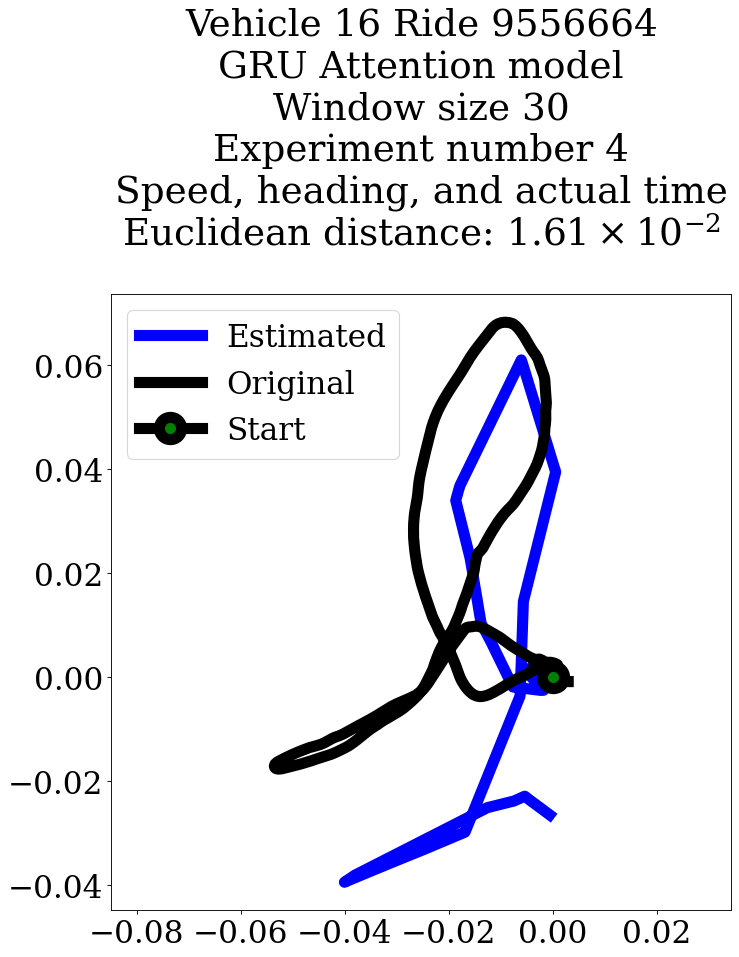 Vehicle 16 Ride 9556664
GRU Attention model
Window size 30
Experiment number 4
Speed, heading, and actual time
Euclidean distance: 1.61 × 10⁻²
Estimated
Original
Start
0.06
0.04
0.02
0.00
−0.02
−0.04
−0.08 −0.06 −0.04 −0.02 0.00 0.02